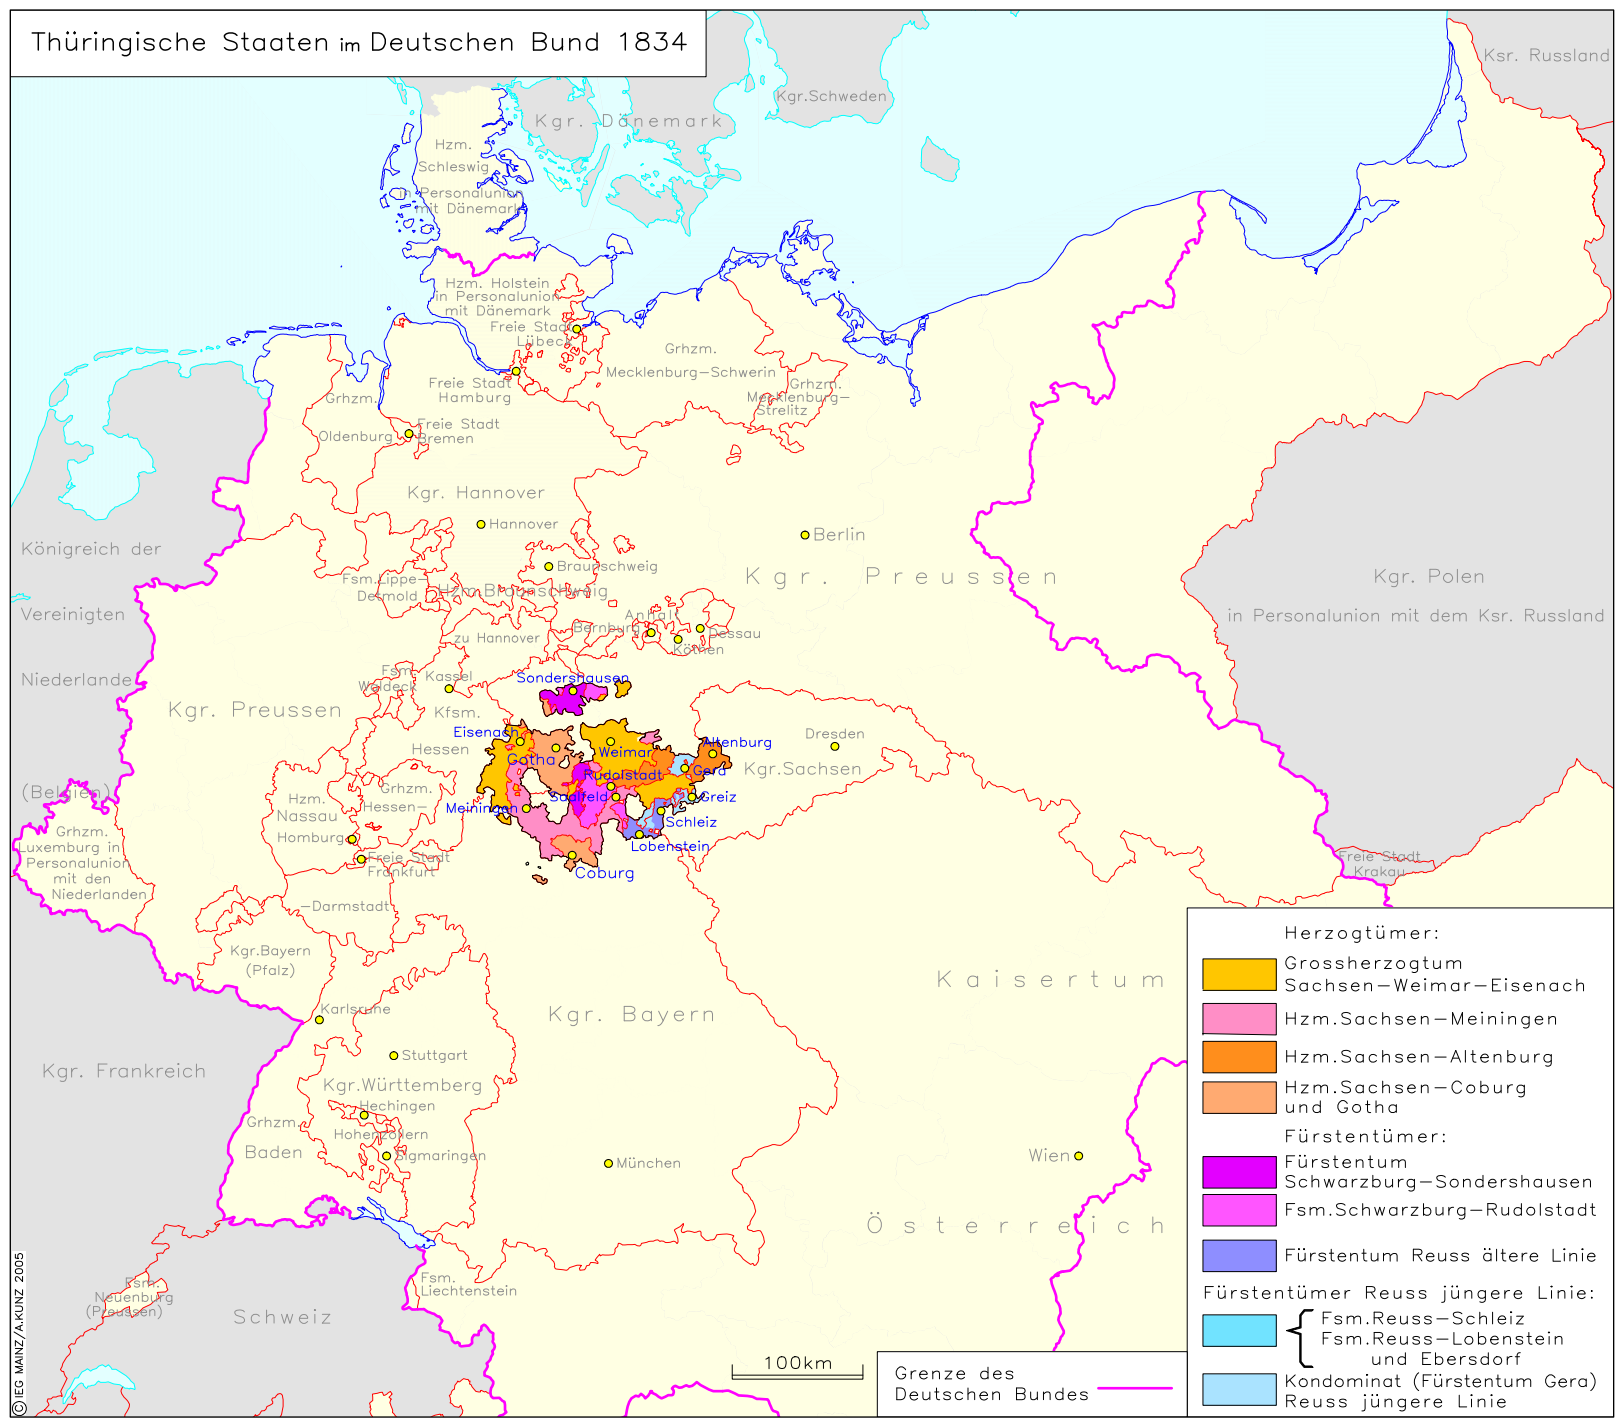 Thüringische Staaten im Deutschen Bund 1834
Ksr. Russland
Kgr.Schweden
Kgr. Dänemark
Hzm.
Schleswig
in Personalunion
mit Dänemark
Hzm. Holstein
in Personalunion
mit Dänemark
Freie Stadt
Lübeck
Grhzm.
Mecklenburg-Schwerin
Grhzm.
Mecklenburg-
Strelitz
Freie Stadt
Hamburg
Grhzm.
Oldenburg
Freie Stadt
Bremen
Kgr. Hannover
Hannover
Berlin
Königreich der
Vereinigten
Niederlande
(Belgien)
Braunschweig
Fsm.Lippe-
Detmold
Hzm.Braunschweig
Kgr. Preussen
Kgr. Polen
in Personalunion mit dem Ksr. Russland
Anhalt
Bernburg
Dessau
Köthen
zu Hannover
Fsm.
Waldeck
Kassel
Kfsm.
Hessen
Sondershausen
Kgr. Preussen
Eisenach
Gotha
Weimar
Altenburg
Gera
Dresden
Kgr.Sachsen
Rudolstadt
Saalfeld
Meiningen
Greiz
Schleiz
Lobenstein
Coburg
Hzm.
Nassau
Grhzm.
Hessen-
Homburg
Freie Stadt
Frankfurt
-Darmstadt
Grhzm.
Luxemburg in
Personalunion
mit den
Niederlanden
Freie Stadt
Krakau
Kgr.Bayern
(Pfalz)
Karlsruhe
Kgr. Bayern
Kaisertum
Österreich
Stuttgart
Kgr.Württemberg
Hechingen
Hohenzollern
Sigmaringen
Kgr. Frankreich
Grhzm.
Baden
München
Wien
Fsm.
Neuenburg
(Preussen)
Schweiz
Fsm.
Liechtenstein
100km
Grenze des
Deutschen Bundes
Herzogtümer:
Grossherzogtum
Sachsen-Weimar-Eisenach
Hzm.Sachsen-Meiningen
Hzm.Sachsen-Altenburg
Hzm.Sachsen-Coburg
und Gotha
Fürstentümer:
Fürstentum
Schwarzburg-Sondershausen
Fsm.Schwarzburg-Rudolstadt
Fürstentum Reuss ältere Linie
Fürstentümer Reuss jüngere Linie:
Fsm.Reuss-Schleiz
Fsm.Reuss-Lobenstein
und Ebersdorf
Kondominat (Fürstentum Gera)
Reuss jüngere Linie
© IEG MAINZ/A.KUNZ 2005